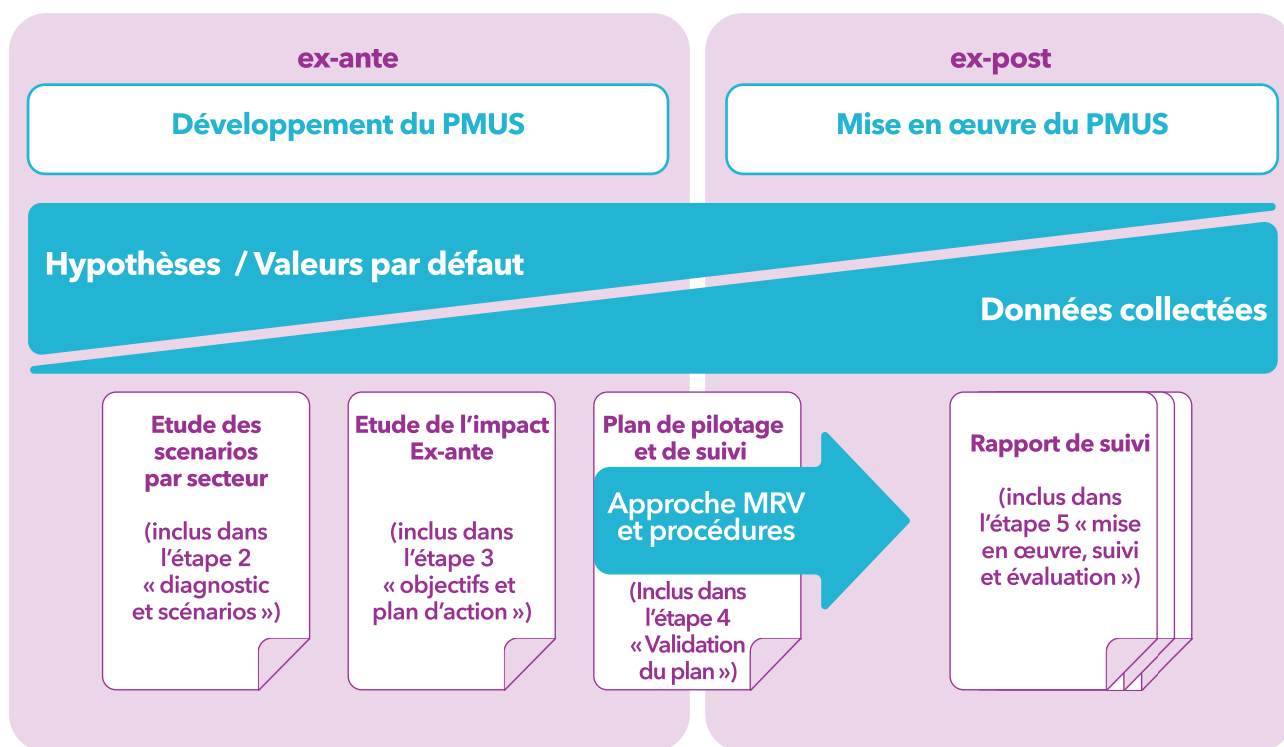 ex-ante
Développement du PMUS
ex-post
Mise en œuvre du PMUS
Hypothèses / Valeurs par défaut
Données collectées
Etude des
scenarios
par secteur
(inclus dans
l’étape 2
« diagnostic
et scénarios »)
Etude de l’impact
Ex-ante
(inclus dans
l’étape 3
« objectifs et
plan d’action »)
Plan de pilotage
et de suivi
Approche MRV
et procédures
(Inclus dans
l’étape 4
« Validation
du plan »)
Rapport de suivi
(inclus dans
l’étape 5 « mise
en œuvre, suivi
et évaluation »)